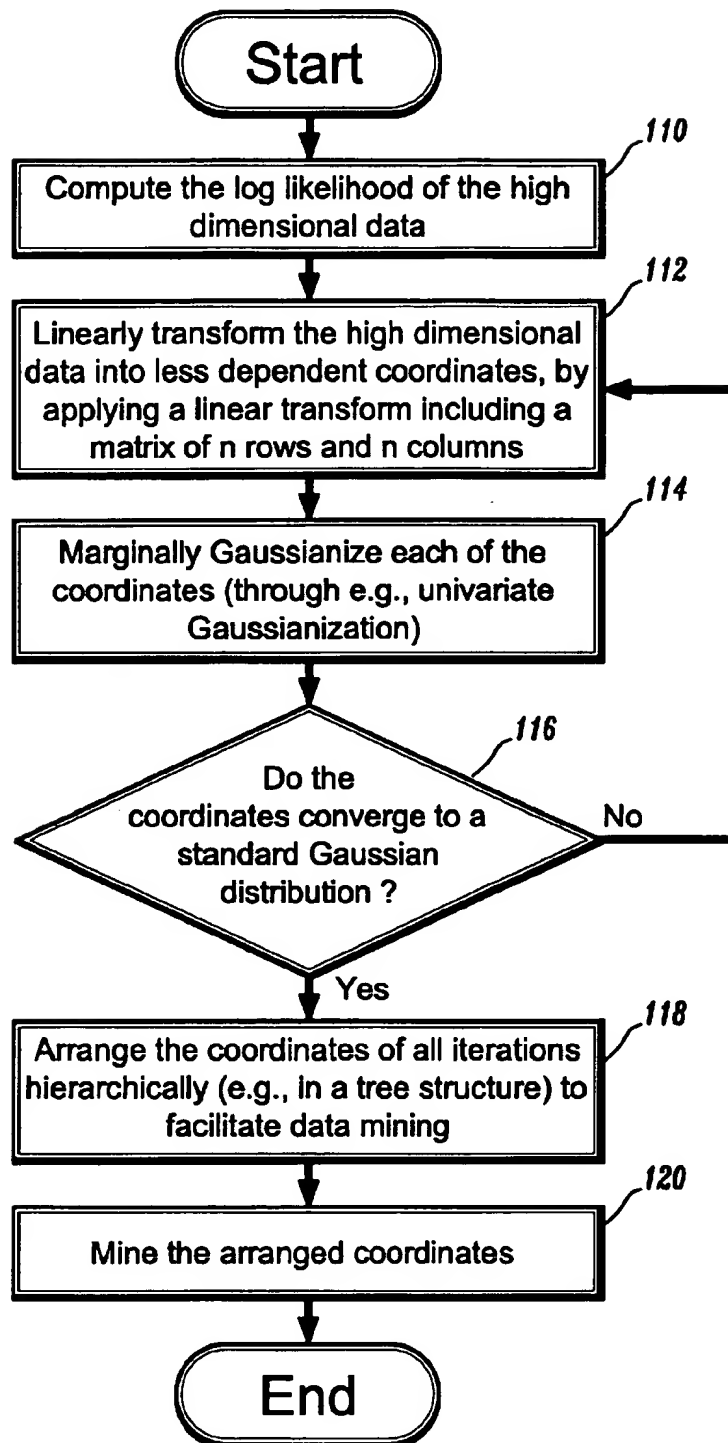 Start
110
Compute the log likelihood of the high
dimensional data
112
Linearly transform the high dimensional
data into less dependent coordinates, by
applying a linear transform including a
matrix of n rows and n columns
114
Marginally Gaussianize each of the
coordinates (through e.g., univariate
Gaussianization)
116
Do the
coordinates converge to a
standard Gaussian
distribution ?
No
Yes
118
Arrange the coordinates of all iterations
hierarchically (e.g., in a tree structure) to
facilitate data mining
120
Mine the arranged coordinates
End